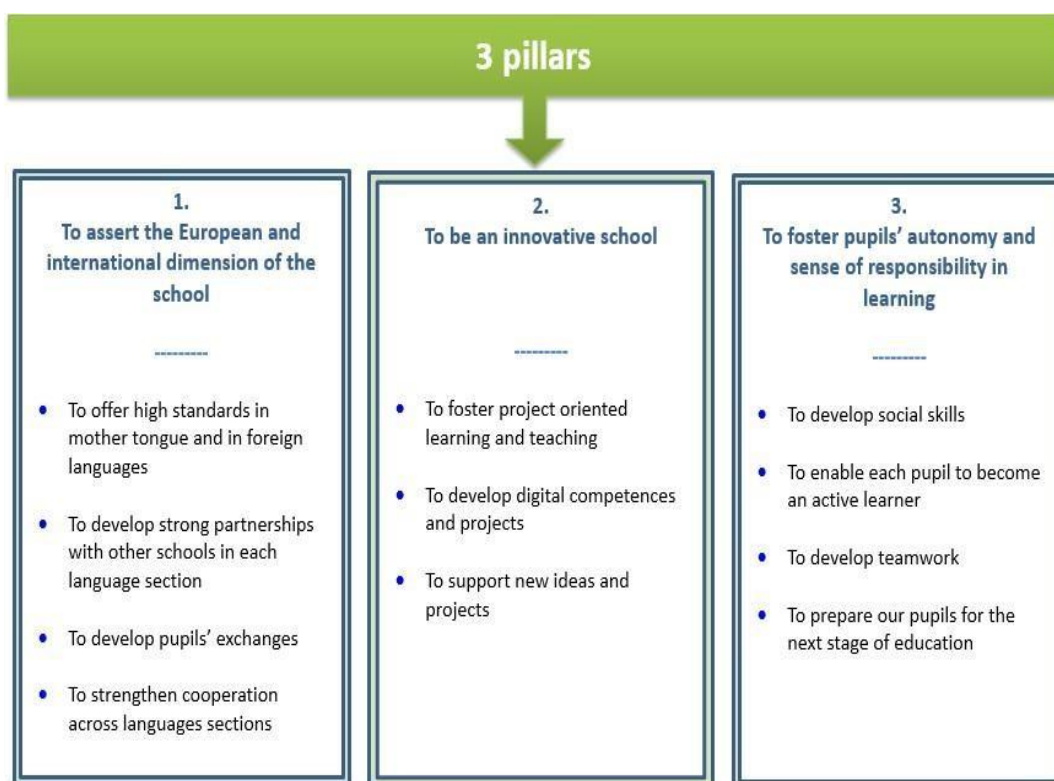 3 pillars
1.
To assert the European and
international dimension of the
school
---------
• To offer high standards in
mother tongue and in foreign
languages
• To develop strong partnerships
with other schools in each
language section
• To develop pupils’ exchanges
• To strengthen cooperation
across languages sections
2.
To be an innovative school
---------
• To foster project oriented
learning and teaching
• To develop digital competences
and projects
• To support new ideas and
projects
3.
To foster pupils’ autonomy and
sense of responsibility in
learning
---------
• To develop social skills
• To enable each pupil to become
an active learner
• To develop teamwork
• To prepare our pupils for the
next stage of education